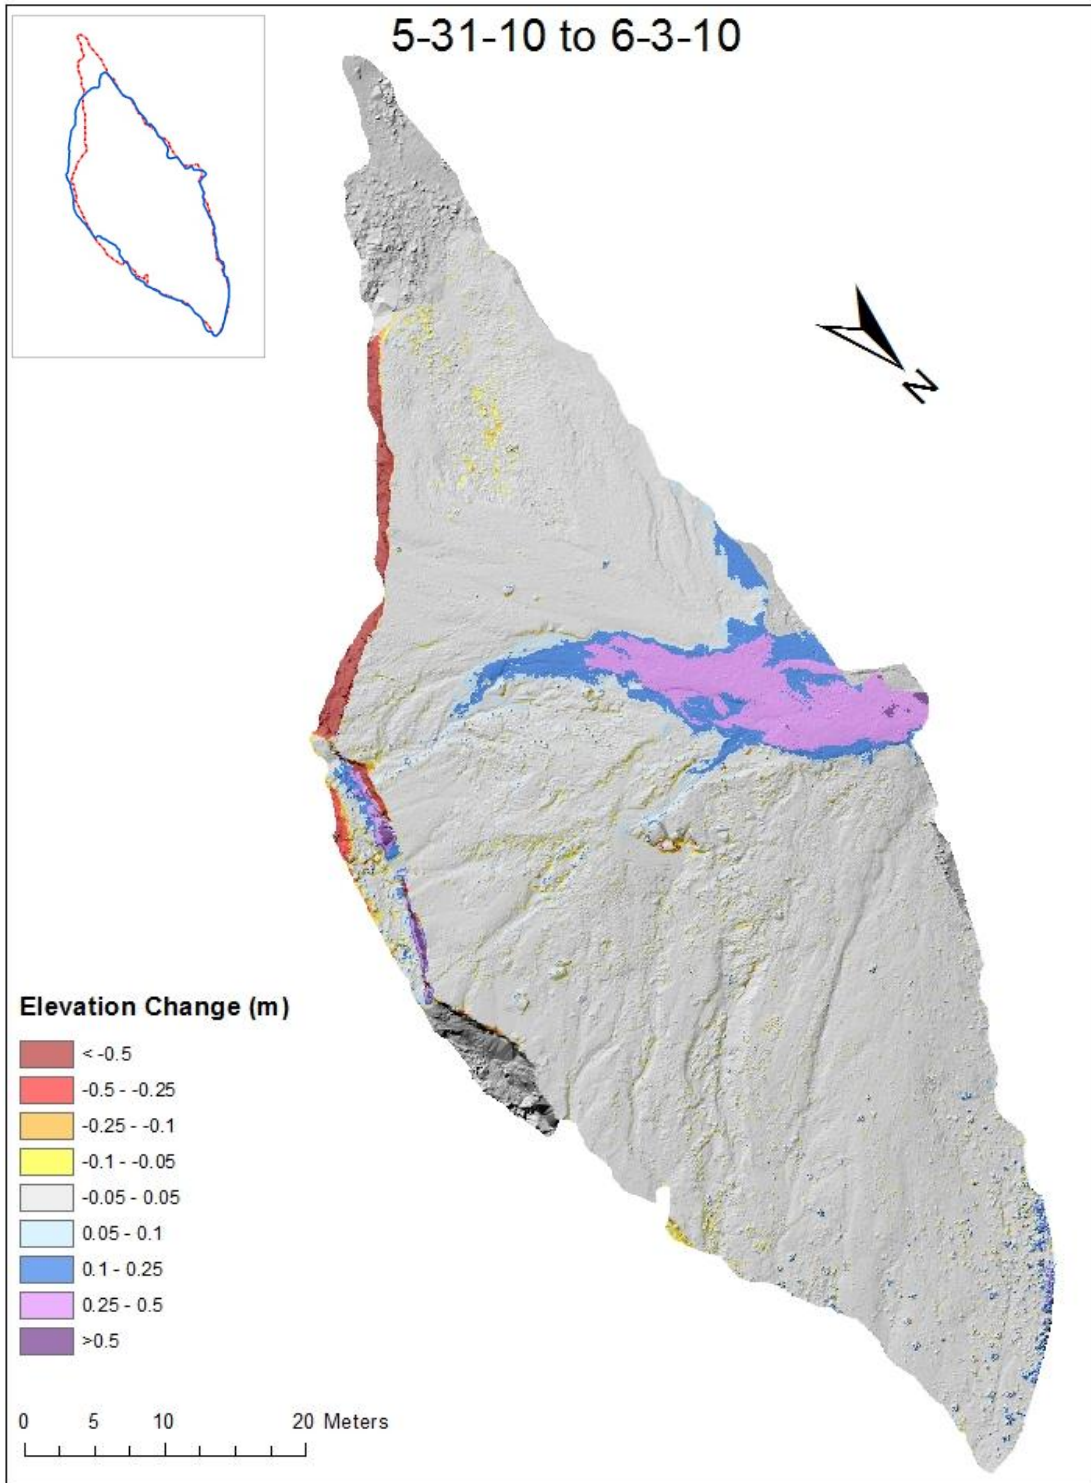 5-31-10 to 6-3-10
N
Elevation Change (m)
< -0.5
-0.5 - -0.25
-0.25 - -0.1
-0.1 - -0.05
-0.05 - 0.05
0.05 - 0.1
0.1 - 0.25
0.25 - 0.5
>0.5
0 5 10 20 Meters